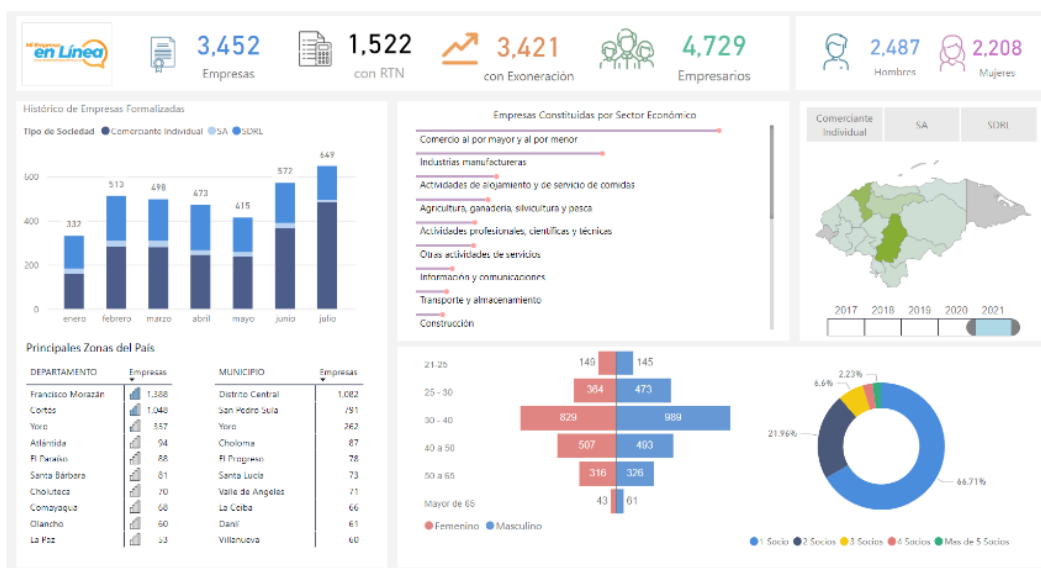 Mi Empresa
en Línea
3,452
Empresas
1,522
con RTN
3,421
con Exoneración
4,729
Empresarios
2,487
Hombres
2,208
Mujeres
Histórico de Empresas Formalizadas
Tipo de Sociedad Comerciante Individual SA SDRL
600
400
200
0
332
513
498
473
415
572
649
enero febrero marzo abril mayo junio julio
Empresas Constituidas por Sector Económico
Comercio al por mayor y al por menor
Industrias manufactureras
Actividades de alojamiento y de servicio de comidas
Agricultura, ganadería, silvicultura y pesca
Actividades profesionales, científicas y técnicas
Otras actividades de servicios
Información y comunicaciones
Transporte y almacenamiento
Construcción
Comerciante Individual
SA
SDRL
2017 2018 2019 2020 2021
Principales Zonas del País
DEPARTAMENTO Empresas
Francisco Morazán 1,388
Cortés 1,048
Yoro 357
Atlántida 94
El Paraíso 88
Santa Bárbara 81
Choluteca 70
Comayagua 68
Olancho 60
La Paz 53
MUNICIPIO Empresas
Distrito Central 1,082
San Pedro Sula 791
Yoro 262
Choloma 87
El Progreso 78
Santa Lucía 73
Valle de Angeles 71
La Ceiba 66
Danlí 61
Villanueva 60
21-25 149 145
25 - 30 364 473
30 - 40 829 989
40 a 50 507 493
50 a 65 316 326
Mayor de 65 43 61
Femenino Masculino
2.23%
6.6%
21.96%
66.71%
1 Socio 2 Socios 3 Socios 4 Socios Mas de 5 Socios